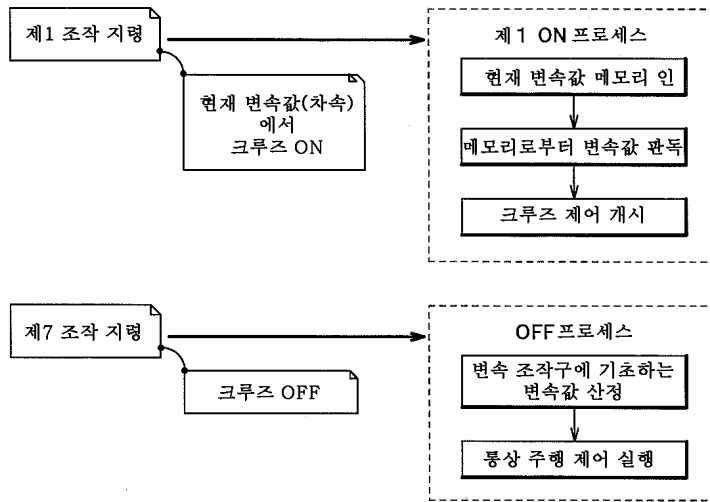 제1 조작 지령
현재 변속값(차속)
에서
크루즈 ON
제1 ON 프로세스
현재 변속값 메모리 인
메모리로부터 변속값 판독
크루즈 제어 개시
제7 조작 지령
크루즈 OFF
OFF 프로세스
변속 조작구에 기초하는
변속값 산정
통상 주행 제어 실행